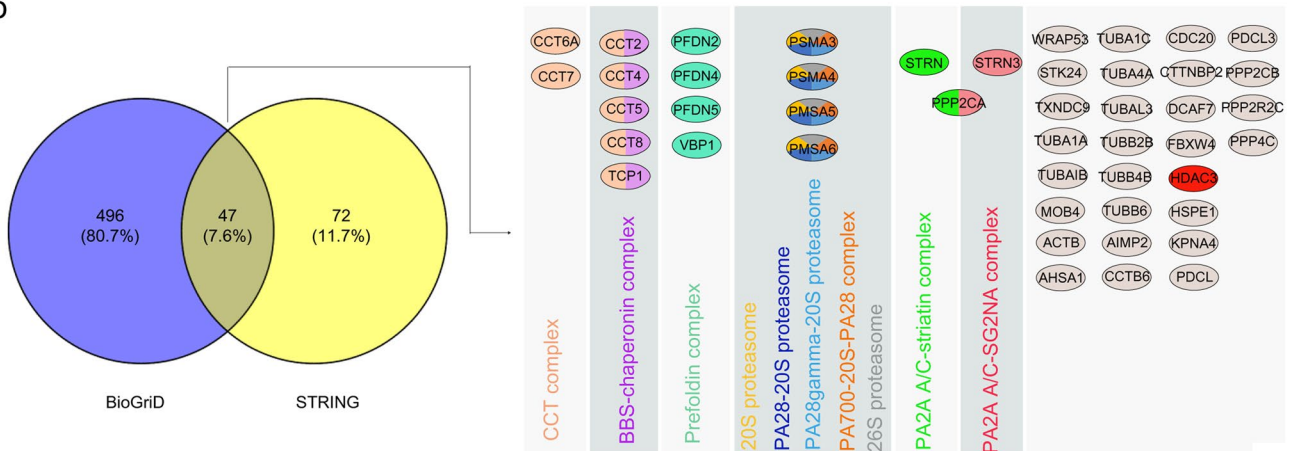 496
(80.7%)
47
(7.6%)
72
(11.7%)
BioGriD
STRING
CCT6A
CCT7
CCT complex
CCT2
CCT4
CCT5
CCT8
TCP1
BBS-chaperonin complex
PFDN2
PFDN4
PFDN5
VBP1
Prefoldin complex
PSMA3
PSMA4
PMSA5
PMSA6
20S proteasome
PA28-20S proteasome
PA28gamma-20S proteasome
PA700-20S-PA28 complex
26S proteasome
STRN
PPP2CA
PA2A A/C-striatin complex
STRN3
PA2A A/C-SG2NA complex
WRAP53 TUBA1C CDC20 PDCL3
STK24 TUBA4A CTTNBP2 PPP2CB
TXNDC9 TUBAL3 DCAF7 PPP2R2C
TUBA1A TUBB2B FBXW4 PPP4C
TUBAIB TUBB4B HDAC3
MOB4 TUBB6 HSPE1
ACTB AIMP2 KPNA4
AHSA1 CCTB6 PDCL